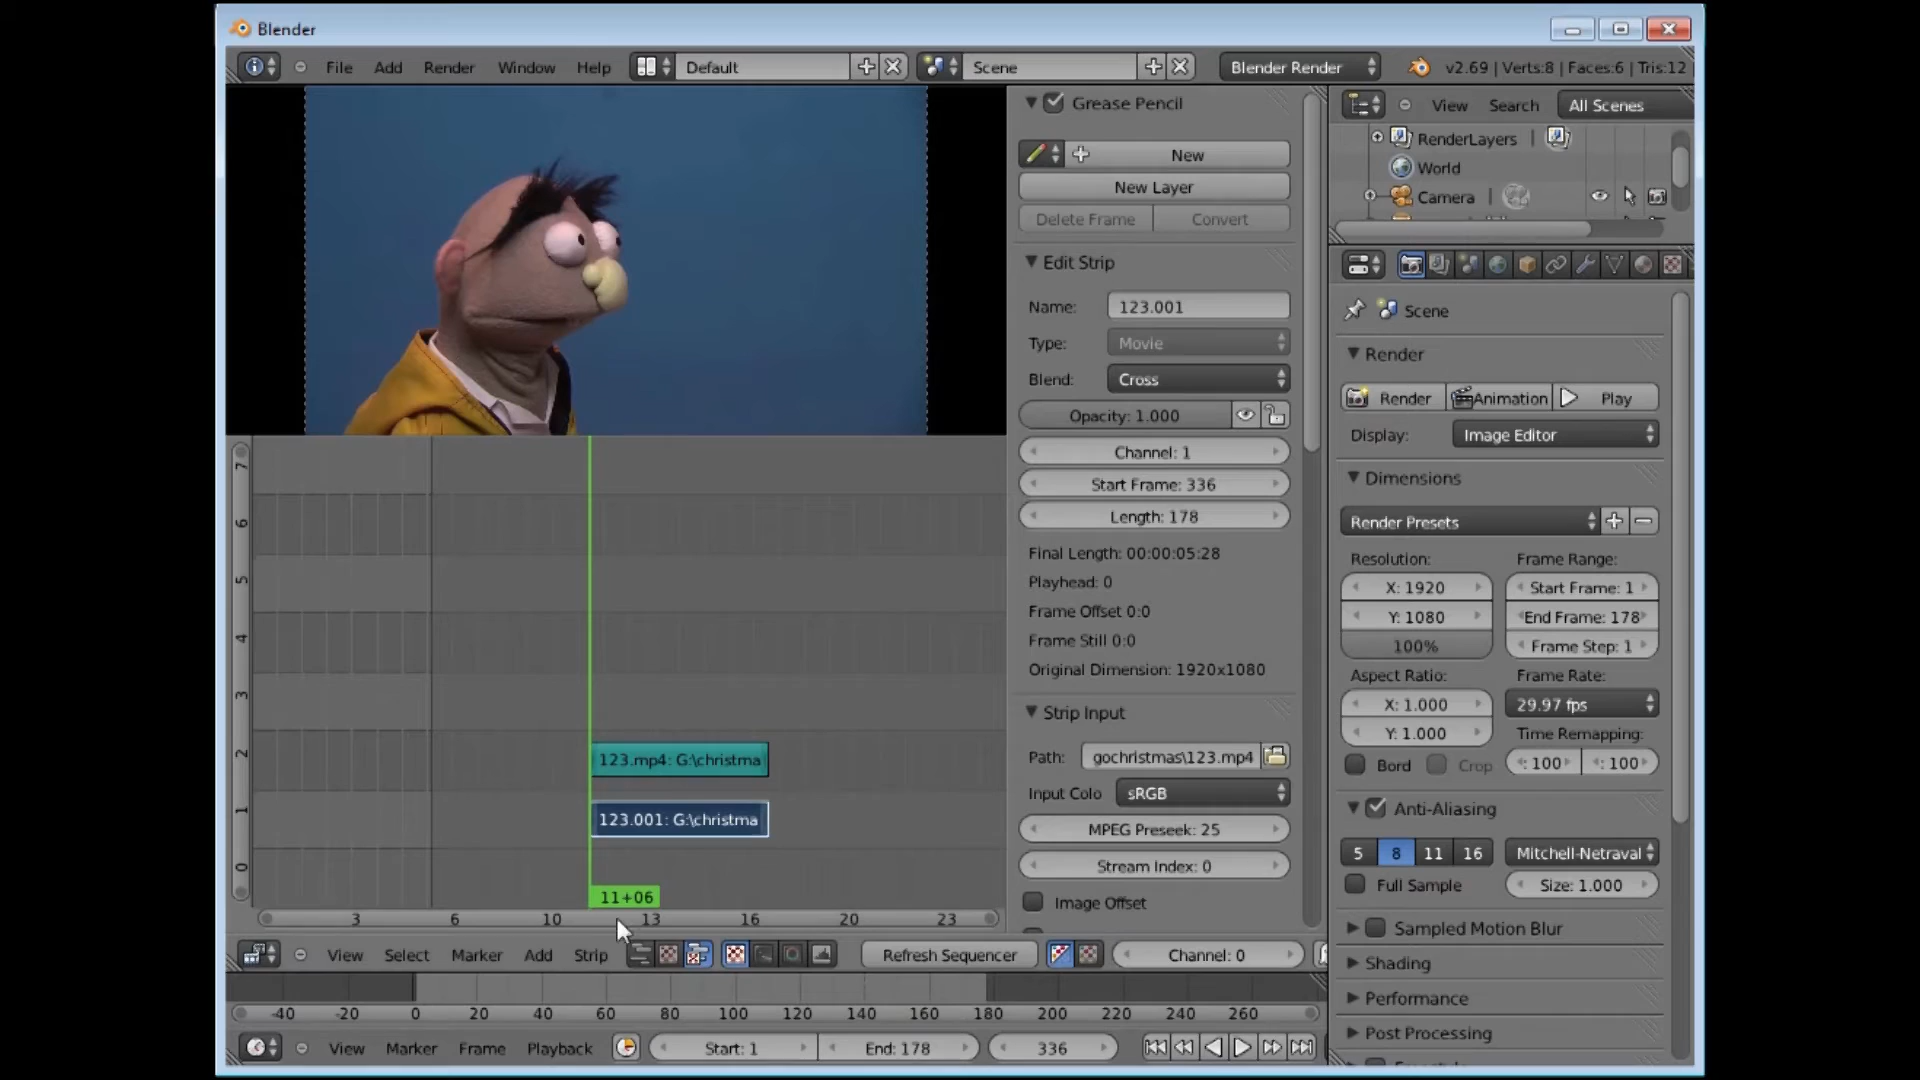 Blender
File Add Render Window Help Default Scene Blender Render v2.69 | Verts:8 | Faces:6 | Tris:12
Grease Pencil
New
New Layer
Delete Frame Convert
Edit Strip
Name: 123.001
Type: Movie
Blend: Cross
Opacity: 1.000
Channel: 1
Start Frame: 336
Length: 178
Final Length: 00:00:05:28
Playhead: 0
Frame Offset 0:0
Frame Still 0:0
Original Dimension: 1920x1080
Strip Input
Path: gochristmas\123.mp4
Input Colo sRGB
MPEG Preseek: 25
Stream Index: 0
Image Offset
View Search All Scenes
RenderLayers
World
Camera
Scene
Render
Render Animation Play
Display: Image Editor
Dimensions
Render Presets
Resolution: Frame Range:
X: 1920 Start Frame: 1
Y: 1080 End Frame: 178
100% Frame Step: 1
Aspect Ratio: Frame Rate:
X: 1.000 29.97 fps
Y: 1.000 Time Remapping:
Bord Crop : 100 : 100
Anti-Aliasing
5 8 11 16 Mitchell-Netraval
Full Sample Size: 1.000
Sampled Motion Blur
Shading
Performance
Post Processing
7
6
5
4
3
2
1
0
123.mp4: G:\christma
123.001: G:\christma
11+06
3 6 10 13 16 20 23
View Select Marker Add Strip Refresh Sequencer Channel: 0
-40 -20 0 20 40 60 80 100 120 140 160 180 200 220 240 260
View Marker Frame Playback Start: 1 End: 178 336